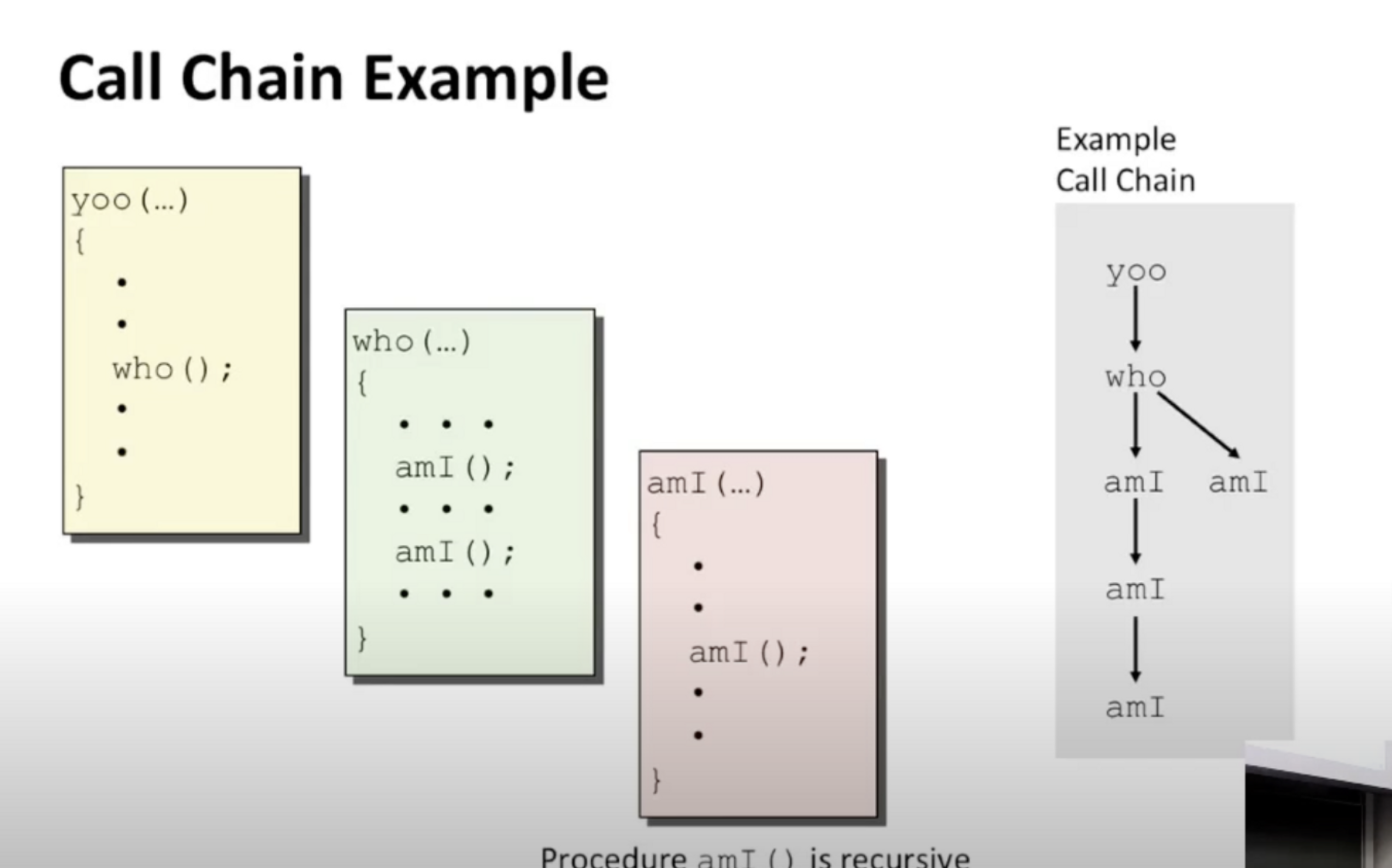 Call Chain Example
yoo(…)
{
•
•
who();
•
•
}
who(…)
{
• • •
amI();
• • •
amI();
• • •
}
amI(…)
{
•
•
amI();
•
•
}
Procedure amI() is recursive
Example
Call Chain
yoo
who
amI amI
amI
amI